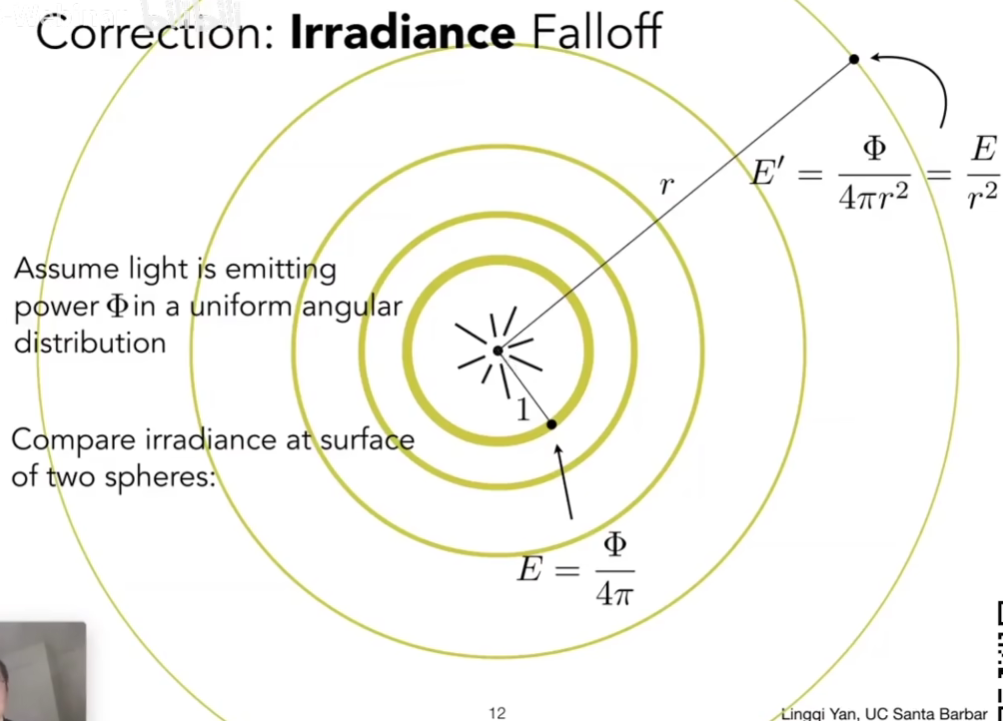 Correction: Irradiance Falloff
E′ = Φ / 4πr² = E / r²
r
Assume light is emitting
power Φ in a uniform angular
distribution
1
Compare irradiance at surface
of two spheres:
E = Φ / 4π
12
Lingqi Yan, UC Santa Barbar